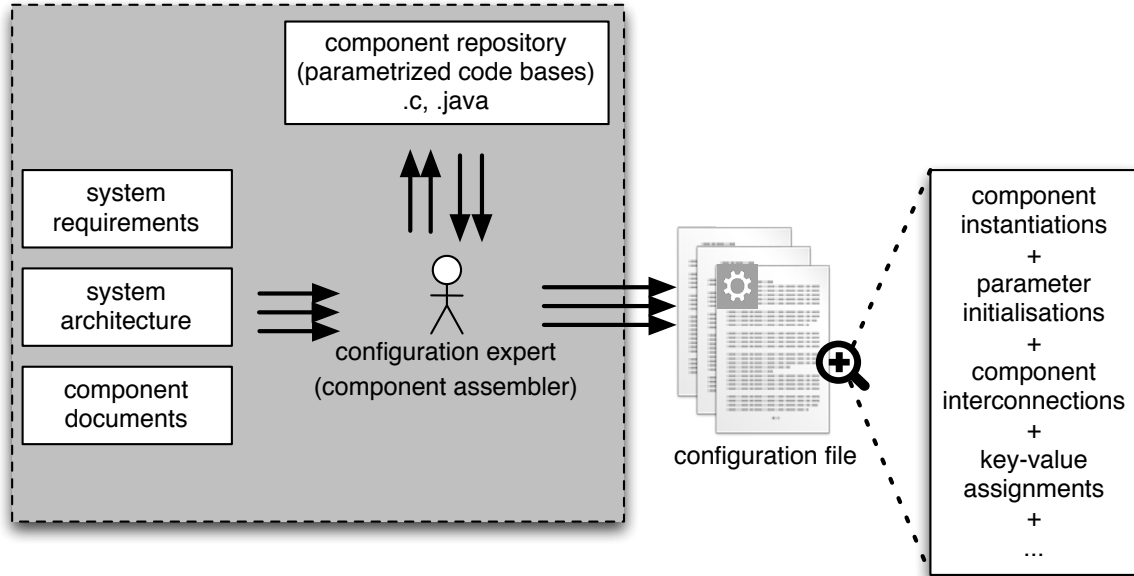 component repository
(parametrized code bases)
.c, .java
system
requirements
system
architecture
component
documents
configuration expert
(component assembler)
configuration file
component
instantiations
+
parameter
initialisations
+
component
interconnections
+
key-value
assignments
+
...